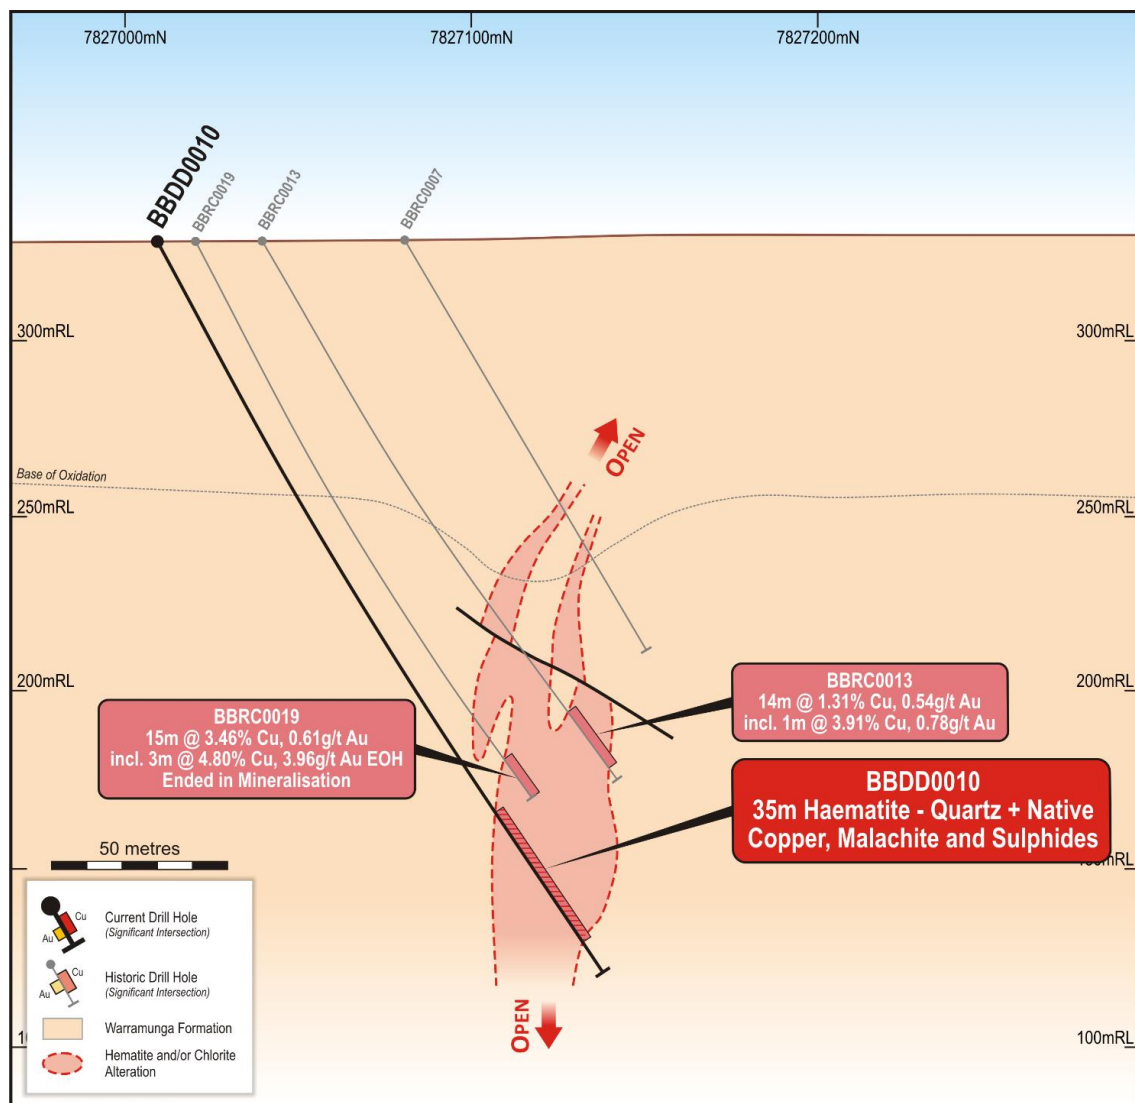 7827000mN
7827100mN
7827200mN
BBDD0010
BBRC0019
BBRC0013
BBRC0007
300mRL
300mRL
OPEN
Base of Oxidation
250mRL
250mRL
200mRL
200mRL
BBRC0013
14m @ 1.31% Cu, 0.54g/t Au
incl. 1m @ 3.91% Cu, 0.78g/t Au
BBRC0019
15m @ 3.46% Cu, 0.61g/t Au
incl. 3m @ 4.80% Cu, 3.96g/t Au EOH
Ended in Mineralisation
BBDD0010
35m Haematite - Quartz + Native
Copper, Malachite and Sulphides
50 metres
Cu
Au
Current Drill Hole
(Significant Intersection)
Cu
Au
Historic Drill Hole
(Significant Intersection)
Warramunga Formation
Hematite and/or Chlorite
Alteration
OPEN
100mRL